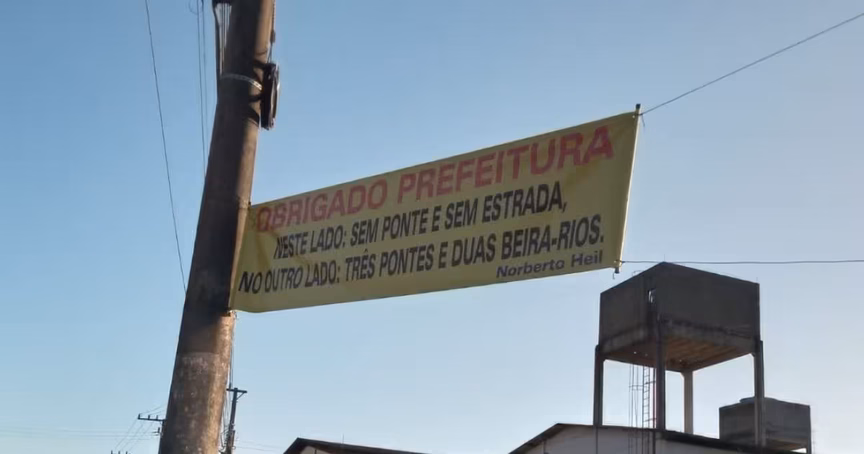 OBRIGADO PREFEITURA
NESTE LADO: SEM PONTE E SEM ESTRADA,
NO OUTRO LADO: TRÊS PONTES E DUAS BEIRA-RIOS.
Norberto Heil